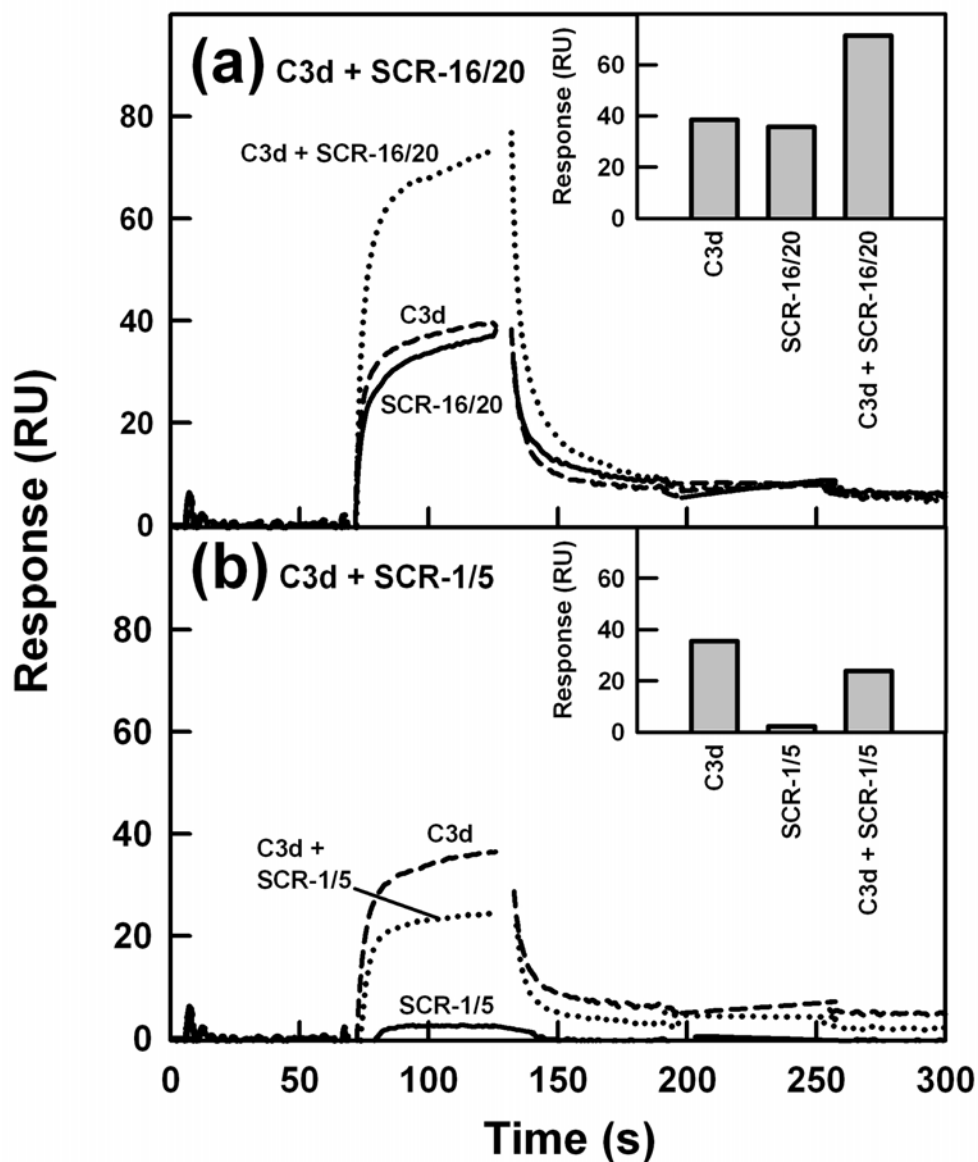 (a) C3d + SCR-16/20
C3d + SCR-16/20
C3d
SCR-16/20
80
60
40
20
0
Response (RU)
60
40
20
0
C3d
SCR-16/20
C3d + SCR-16/20
Response (RU)
(b) C3d + SCR-1/5
C3d +
SCR-1/5
C3d
SCR-1/5
80
60
40
20
0
Response (RU)
60
40
20
0
C3d
SCR-1/5
C3d + SCR-1/5
0 50 100 150 200 250 300
Time (s)